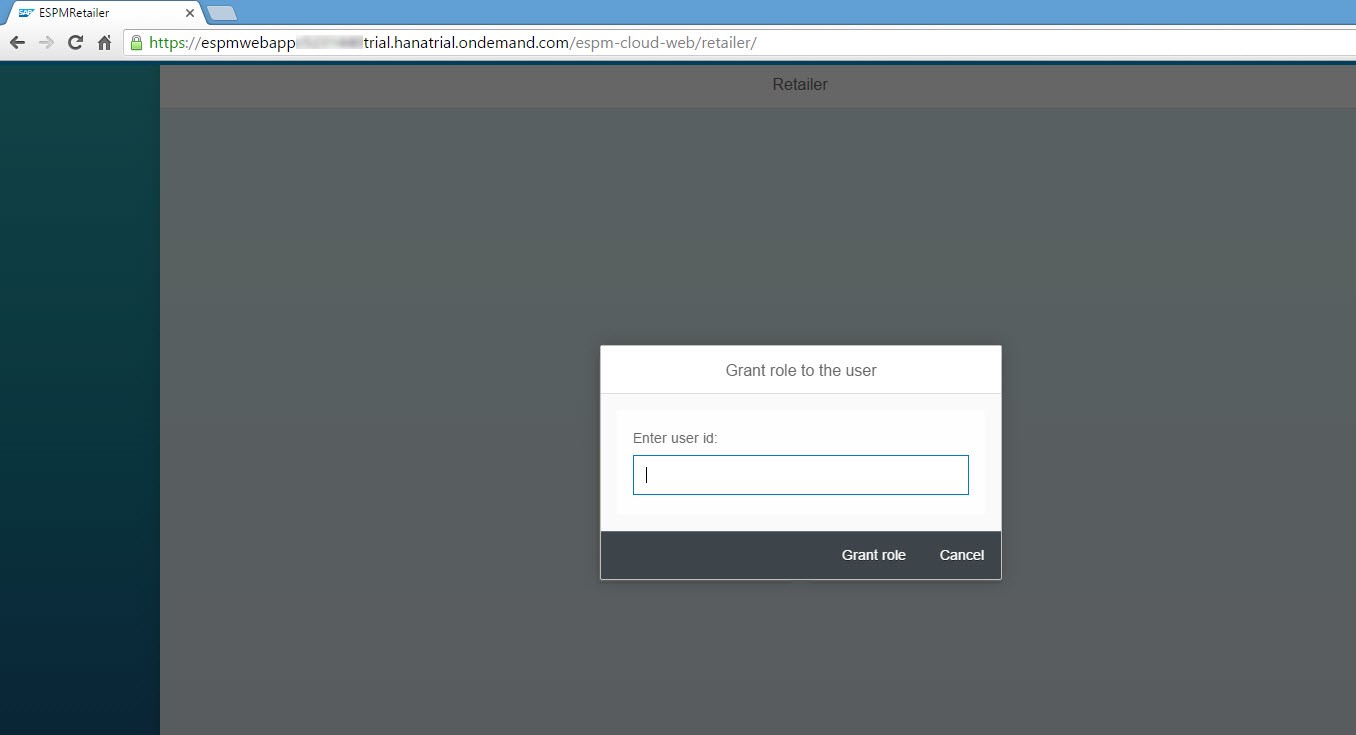 SAP ESPMRetailer
https://espmwebapp trial.hanatrial.ondemand.com/espm-cloud-web/retailer/
Retailer
Grant role to the user
Enter user id:
Grant role Cancel